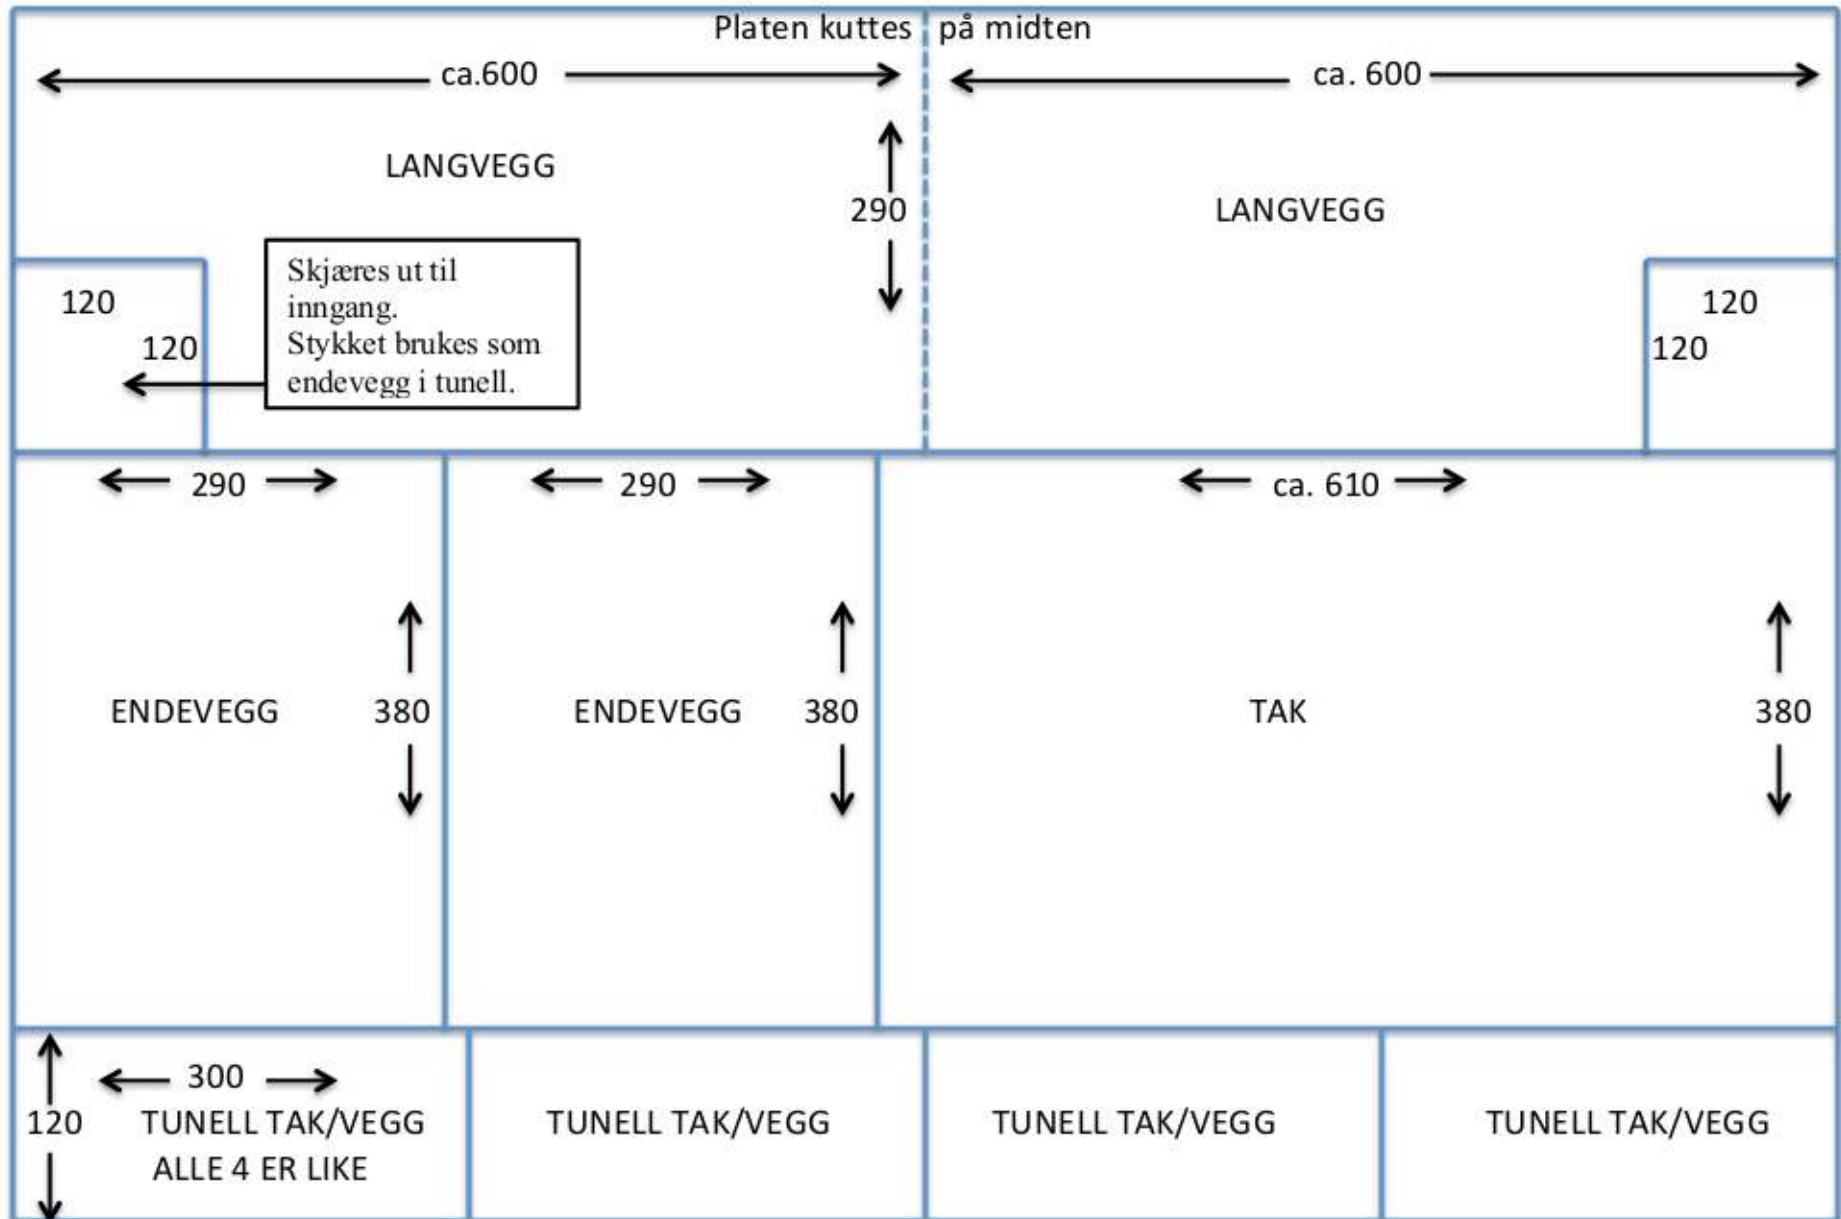 Platen kuttes på midten
ca.600
ca. 600
LANGVEGG
290
LANGVEGG
Skjæres ut til
inngang.
Stykket brukes som
endevegg i tunell.
120
120
120
120
290
290
ca. 610
ENDEVEGG
380
ENDEVEGG
380
TAK
380
300
120
TUNELL TAK/VEGG
ALLE 4 ER LIKE
TUNELL TAK/VEGG
TUNELL TAK/VEGG
TUNELL TAK/VEGG